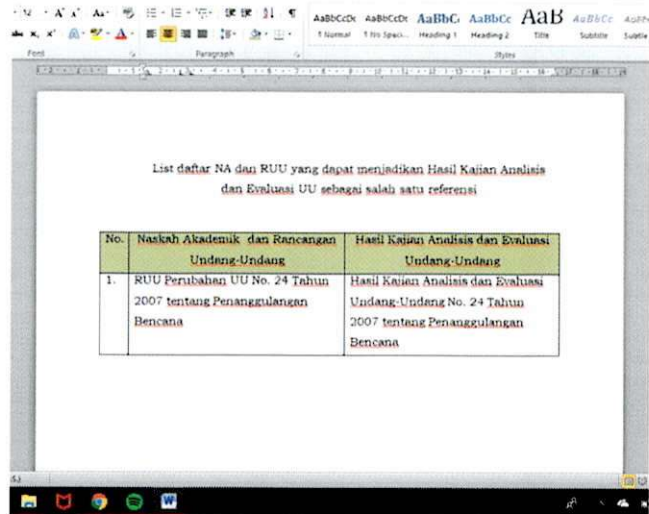 AaBbCcDc AaBbCcDc AaBbCc AaBbCc AaB AaBbCc
1 Normal 1 No Spaci... Heading 1 Heading 2 Title Subtitle
Font Paragraph Styles
List daftar NA dan RUU yang dapat menjadikan Hasil Kajian Analisis
dan Evaluasi UU sebagai salah satu referensi
No. Naskah Akademik dan Rancangan Undang-Undang
Hasil Kajian Analisis dan Evaluasi Undang-Undang
1. RUU Perubahan UU No. 24 Tahun
2007 tentang Penanggulangan
Bencana
Hasil Kajian Analisis dan Evaluasi
Undang-Undang No. 24 Tahun
2007 tentang Penanggulangan
Bencana